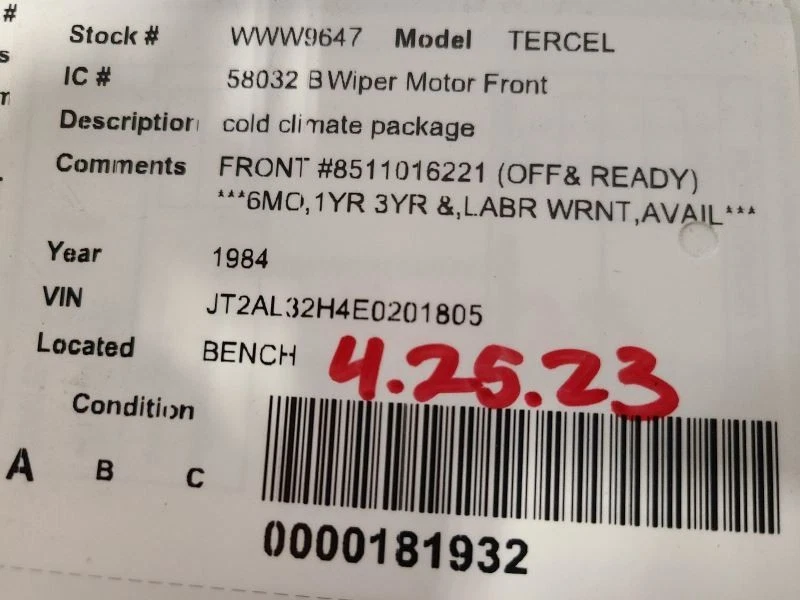 #
Stock # WWW9647 Model TERCEL
IC # 58032 B Wiper Motor Front
Description cold climate package
Comments FRONT #8511016221 (OFF& READY)
***6MO,1YR 3YR &,LABR WRNT,AVAIL***
Year 1984
VIN JT2AL32H4E0201805
Located BENCH 4.25.23
Condition
A B C
0000181932